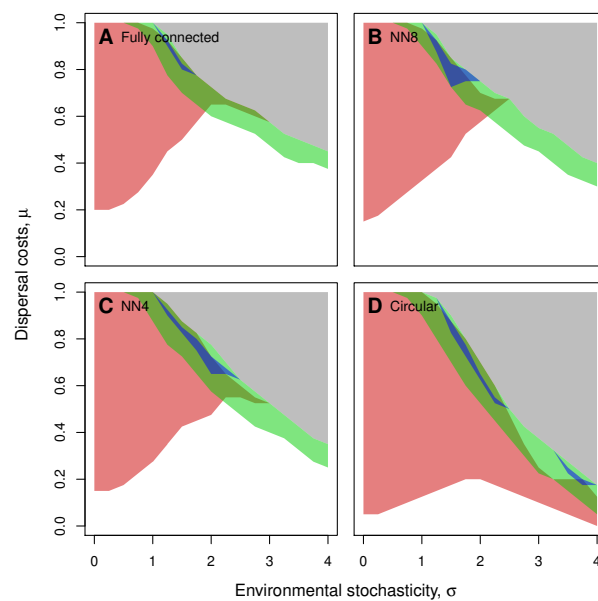 A Fully connected
B NN8
C NN4
D Circular
Dispersal costs, μ
0.0
0.2
0.4
0.6
0.8
1.0
0.0
0.2
0.4
0.6
0.8
1.0
0 1 2 3 4
0 1 2 3 4
Environmental stochasticity, σ